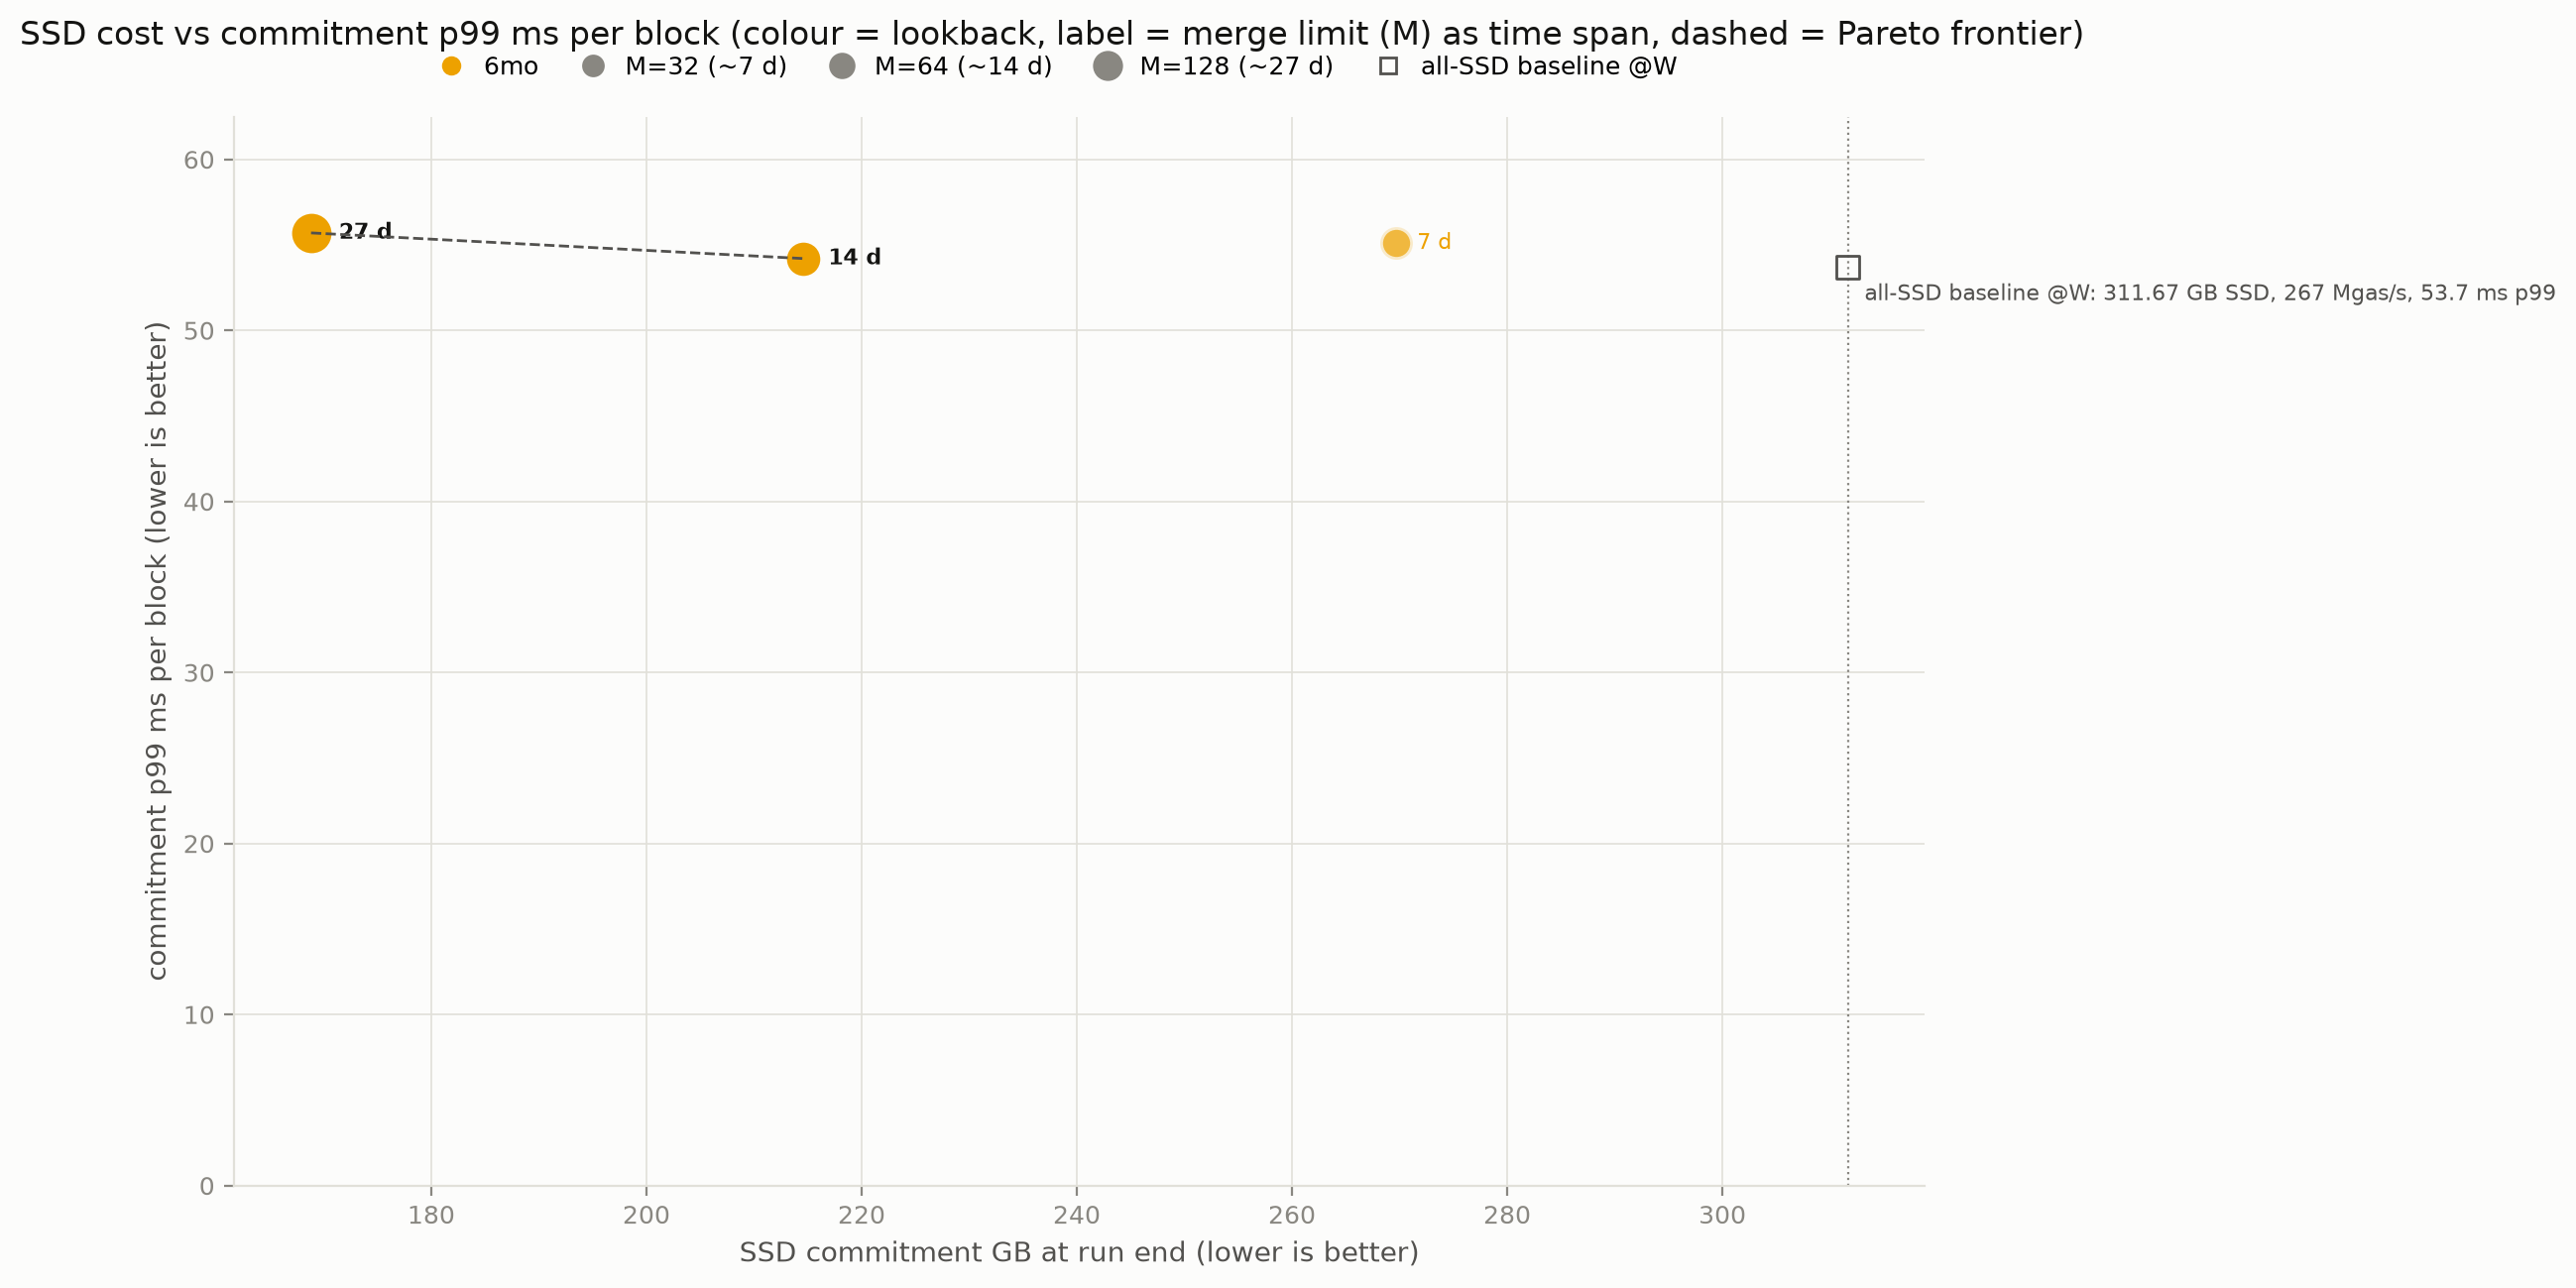 SSD cost vs commitment p99 ms per block (colour = lookback, label = merge limit (M) as time span, dashed = Pareto frontier)
6mo M=32 (~7 d) M=64 (~14 d) M=128 (~27 d) all-SSD baseline @W
60
50
40
30
20
10
0
commitment p99 ms per block (lower is better)
27 d
14 d
7 d
all-SSD baseline @W: 311.67 GB SSD, 267 Mgas/s, 53.7 ms p99
180 200 220 240 260 280 300
SSD commitment GB at run end (lower is better)